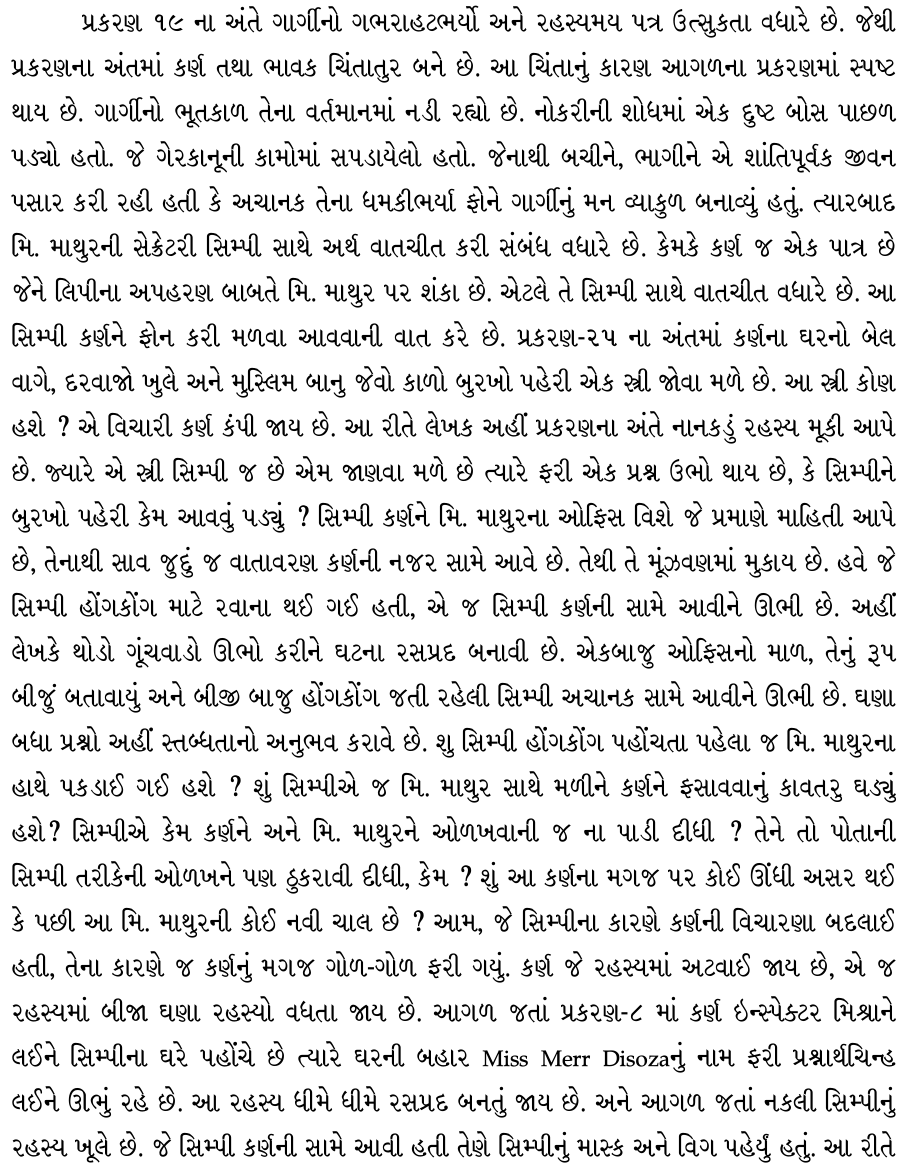 પ્રકરણ ૧૯ ના અંતે ગાર્ગીનો ગભરાહટભર્યો અને રહસ્યમય પત્ર ઉત્સુકતા વધારે છે. જેથી
પ્રકરણના અંતમાં કર્ણ તથા ભાવક ચિંતાતુર બને છે. આ ચિંતાનું કારણ આગળના પ્રકરણમાં સ્પષ્ટ
થાય છે. ગાર્ગીનો ભૂતકાળ તેના વર્તમાનમાં નડી રહ્યો છે. નોકરીની શોધમાં એક દુષ્ટ બોસ પાછળ
પડ્યો હતો. જે ગેરકાનૂની કામોમાં સપડાયેલો હતો. જેનાથી બચીને, ભાગીને એ શાંતિપૂર્વક જીવન
પસાર કરી રહી હતી કે અચાનક તેના ધમકીભર્યા ફોને ગાર્ગીનું મન વ્યાકુળ બનાવ્યું હતું. ત્યારબાદ
મિ. માથુરની સેક્રેટરી સિમ્પી સાથે અર્થ વાતચીત કરી સંબંધ વધારે છે. કેમકે કર્ણ જ એક પાત્ર છે
જેને લિપીના અપહરણ બાબતે મિ. માથુર પર શંકા છે. એટલે તે સિમ્પી સાથે વાતચીત વધારે છે. આ
સિમ્પી કર્ણને ફોન કરી મળવા આવવાની વાત કરે છે. પ્રકરણ-૨૫ ના અંતમાં કર્ણના ઘરનો બેલ
વાગે, દરવાજો ખુલે અને મુસ્લિમ બાનુ જેવો કાળો બુરખો પહેરી એક સ્ત્રી જોવા મળે છે. આ સ્ત્રી કોણ
હશે ? એ વિચારી કર્ણ કંપી જાય છે. આ રીતે લેખક અહીં પ્રકરણના અંતે નાનકડું રહસ્ય મૂકી આપે
છે. જ્યારે એ સ્ત્રી સિમ્પી જ છે એમ જાણવા મળે છે ત્યારે ફરી એક પ્રશ્ન ઉભો થાય છે, કે સિમ્પીને
બુરખો પહેરી કેમ આવવું પડ્યું ? સિમ્પી કર્ણને મિ. માથુરના ઓફિસ વિશે જે પ્રમાણે માહિતી આપે
છે, તેનાથી સાવ જુદું જ વાતાવરણ કર્ણની નજર સામે આવે છે. તેથી તે મૂંઝવણમાં મુકાય છે. હવે જે
સિમ્પી હોંગકોંગ માટે રવાના થઈ ગઈ હતી, એ જ સિમ્પી કર્ણની સામે આવીને ઊભી છે. અહીં
લેખકે થોડો ગૂંચવાડો ઊભો કરીને ઘટના રસપ્રદ બનાવી છે. એકબાજુ ઓફિસનો માળ, તેનું રૂપ
બીજું બતાવાયું અને બીજી બાજુ હોંગકોંગ જતી રહેલી સિમ્પી અચાનક સામે આવીને ઊભી છે. ઘણા
બધા પ્રશ્નો અહીં સ્તબ્ધતાનો અનુભવ કરાવે છે. શુ સિમ્પી હોંગકોંગ પહોંચતા પહેલા જ મિ. માથુરના
હાથે પકડાઈ ગઈ હશે ? શું સિમ્પીએ જ મિ. માથુર સાથે મળીને કર્ણને ફસાવવાનું કાવતરુ ઘડ્યું
હશે? સિમ્પીએ કેમ કર્ણને અને મિ. માથુરને ઓળખવાની જ ના પાડી દીધી ? તેને તો પોતાની
સિમ્પી તરીકેની ઓળખને પણ ઠુકરાવી દીધી, કેમ ? શું આ કર્ણના મગજ પર કોઈ ઊંધી અસર થઈ
કે પછી આ મિ. માથુરની કોઈ નવી ચાલ છે ? આમ, જે સિમ્પીના કારણે કર્ણની વિચારણા બદલાઈ
હતી, તેના કારણે જ કર્ણનું મગજ ગોળ-ગોળ ફરી ગયું. કર્ણ જે રહસ્યમાં અટવાઈ જાય છે, એ જ
રહસ્યમાં બીજા ઘણા રહસ્યો વધતા જાય છે. આગળ જતાં પ્રકરણ-૮ માં કર્ણ ઇન્સ્પેક્ટર મિશ્રાને
લઈને સિમ્પીના ઘરે પહોંચે છે ત્યારે ઘરની બહાર Miss Merr Disozaનું નામ ફરી પ્રશ્નાર્થચિન્હ
લઈને ઊભું રહે છે. આ રહસ્ય ધીમે ધીમે રસપ્રદ બનતું જાય છે. અને આગળ જતાં નકલી સિમ્પીનું
રહસ્ય ખૂલે છે. જે સિમ્પી કર્ણની સામે આવી હતી તેણે સિમ્પીનું માસ્ક અને વિગ પહેર્યું હતું. આ રીતે